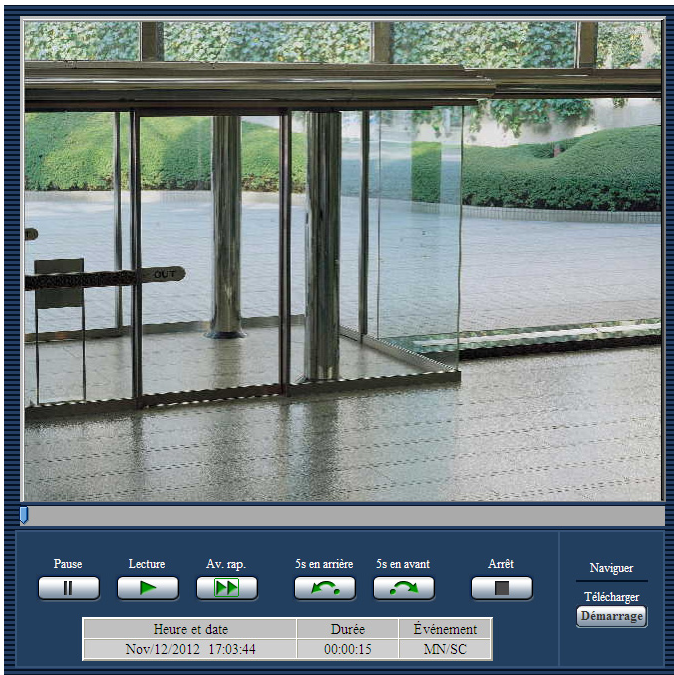 OUT
Pause
Lecture
Av. rap.
5s en arrière
5s en avant
Arrêt
Naviguer
Télécharger
Démarrage
Heure et date
Durée
Événement
Nov/12/2012 17:03:44
00:00:15
MN/SC